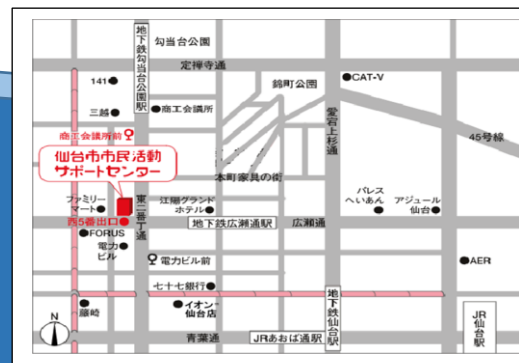 勾当台公園
地下鉄勾当台公園駅
定禅寺通
141
錦町公園
CAT-V
三越
商工会議所
愛宕上杉通
商工会議所前
45号線
仙台市市民活動
サポートセンター
本町家具の街
ファミリー
マート
東二番丁通
江陽グランド
ホテル
パレス
へいあん
アジュール
仙台
西5番出口
地下鉄広瀬通駅
広瀬通
FORUS
電力
ビル
電力ビル前
AER
七十七銀行
地下鉄仙台駅
藤崎
イオン-
仙台店
N
青葉通
JRあおば通駅
JR
仙台駅